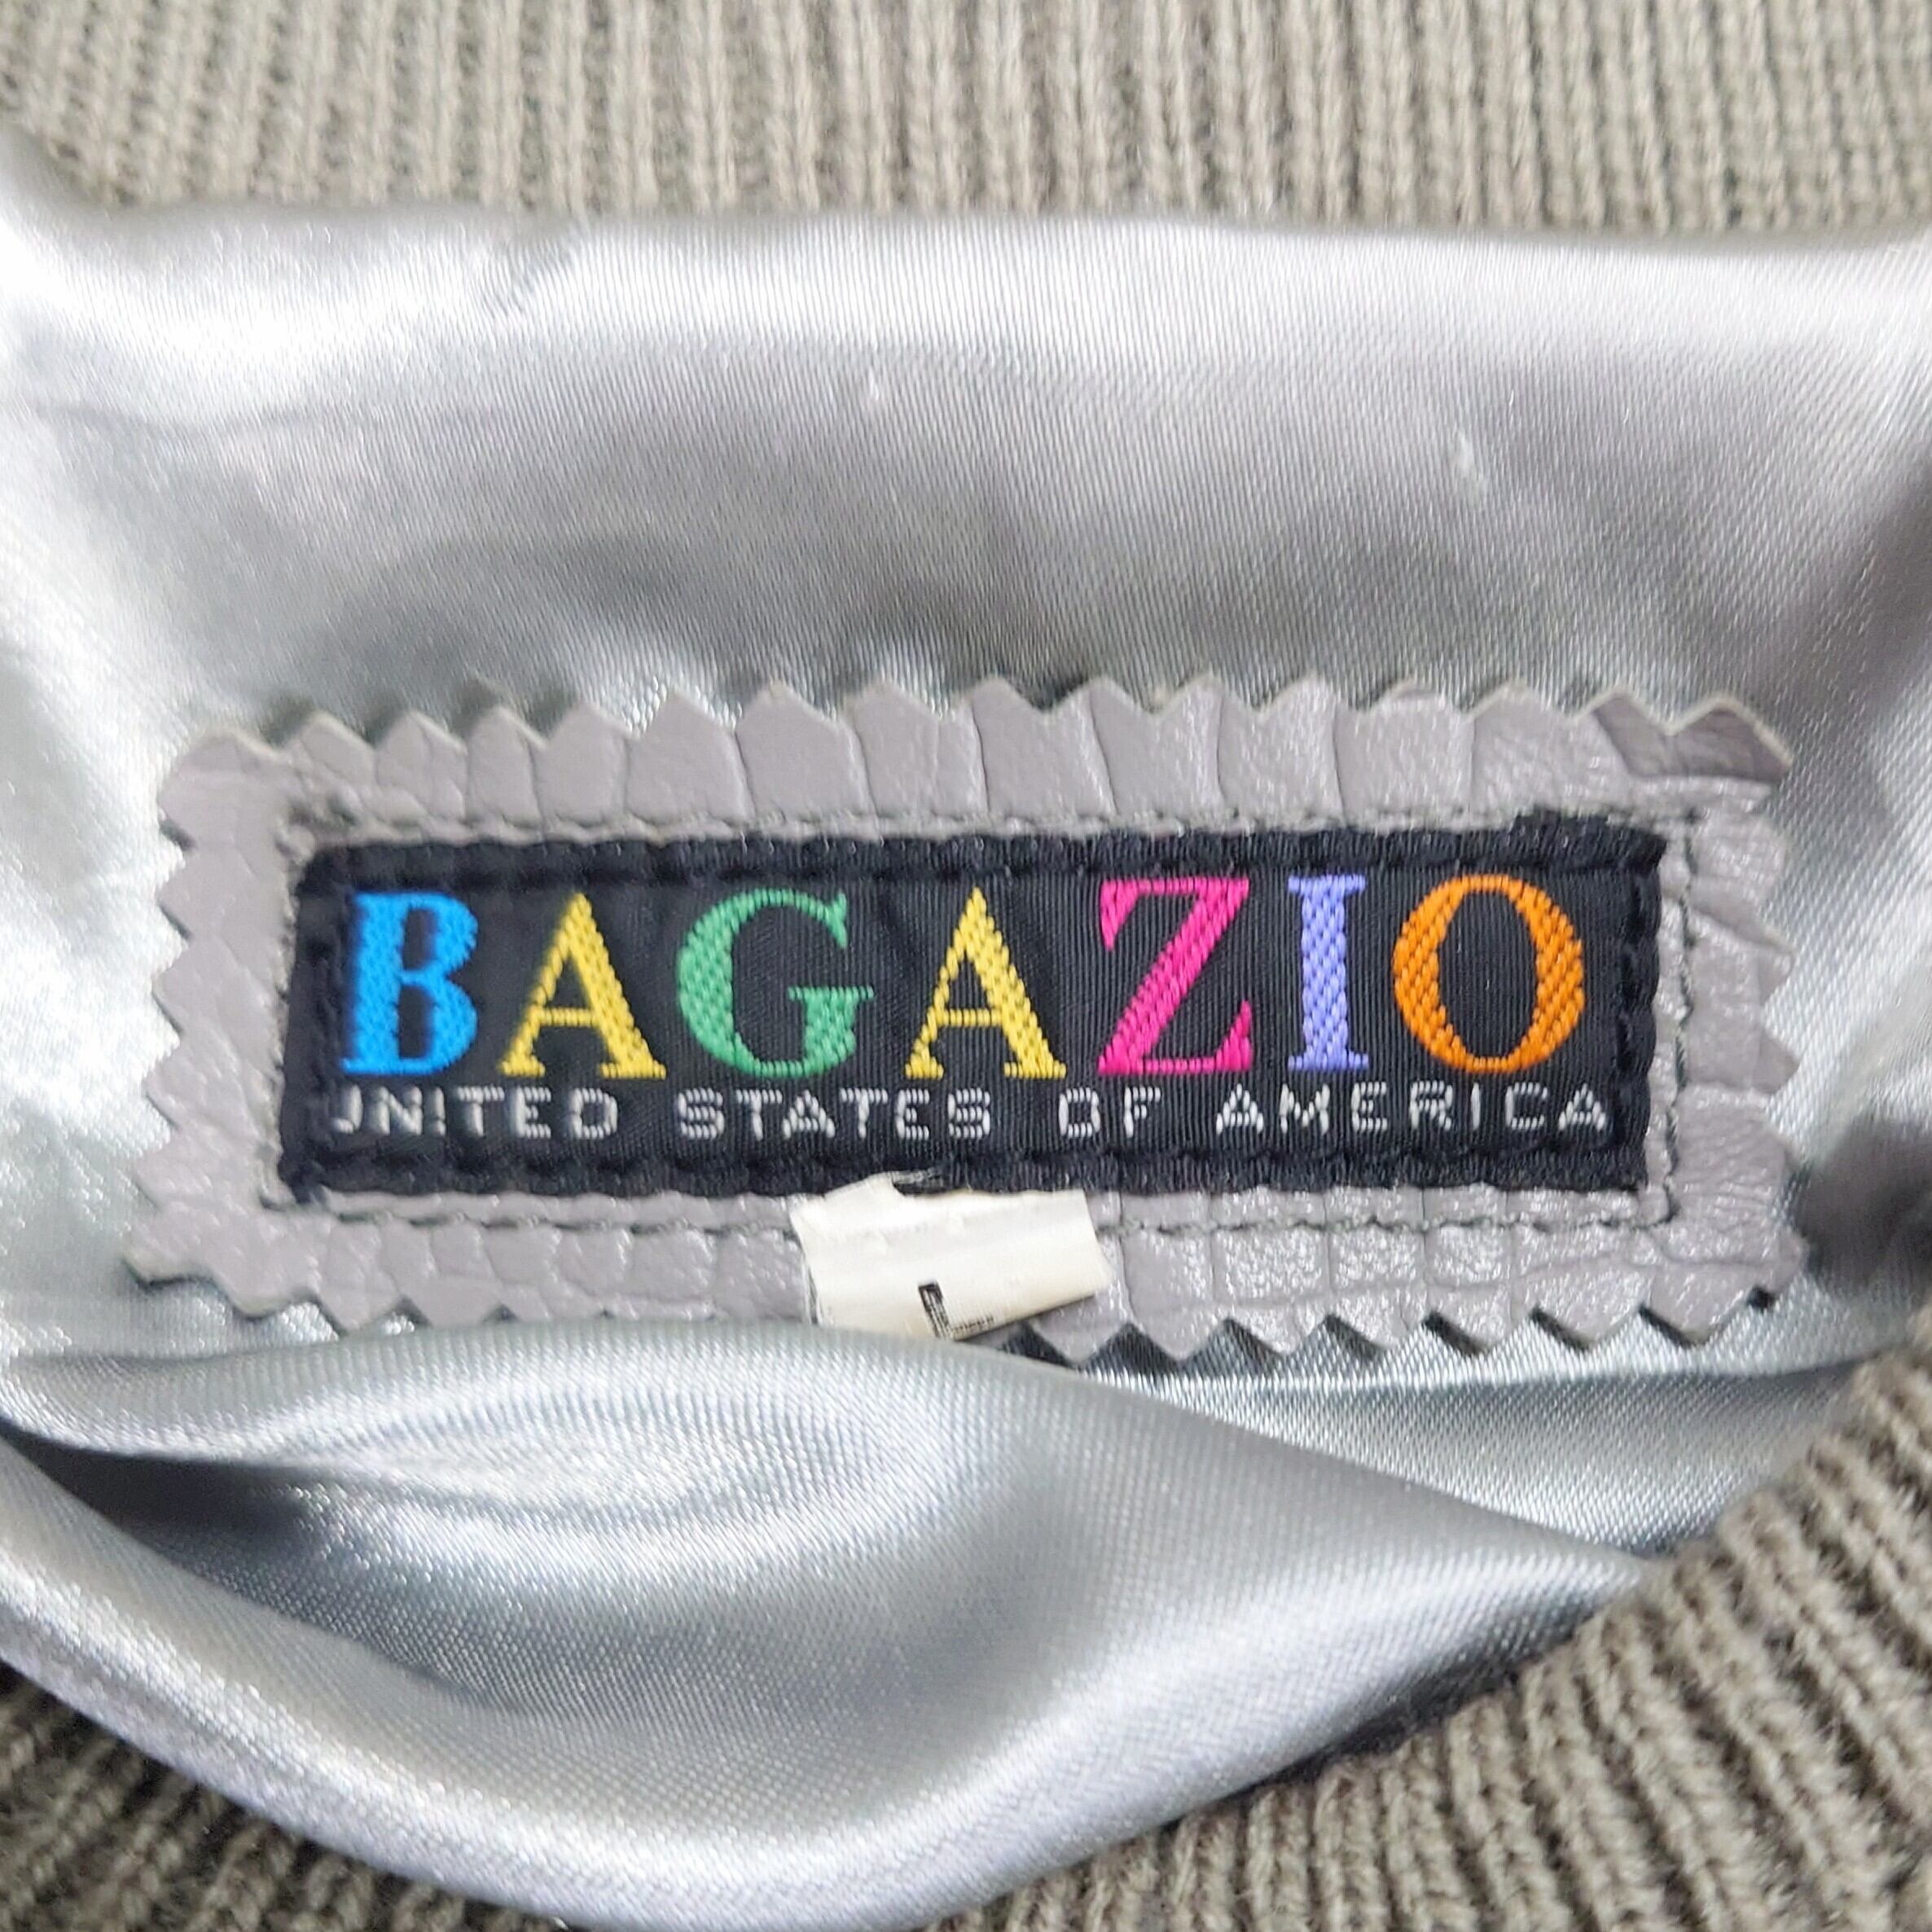 BAGAZIO
UNITED STATES OF AMERICA
L